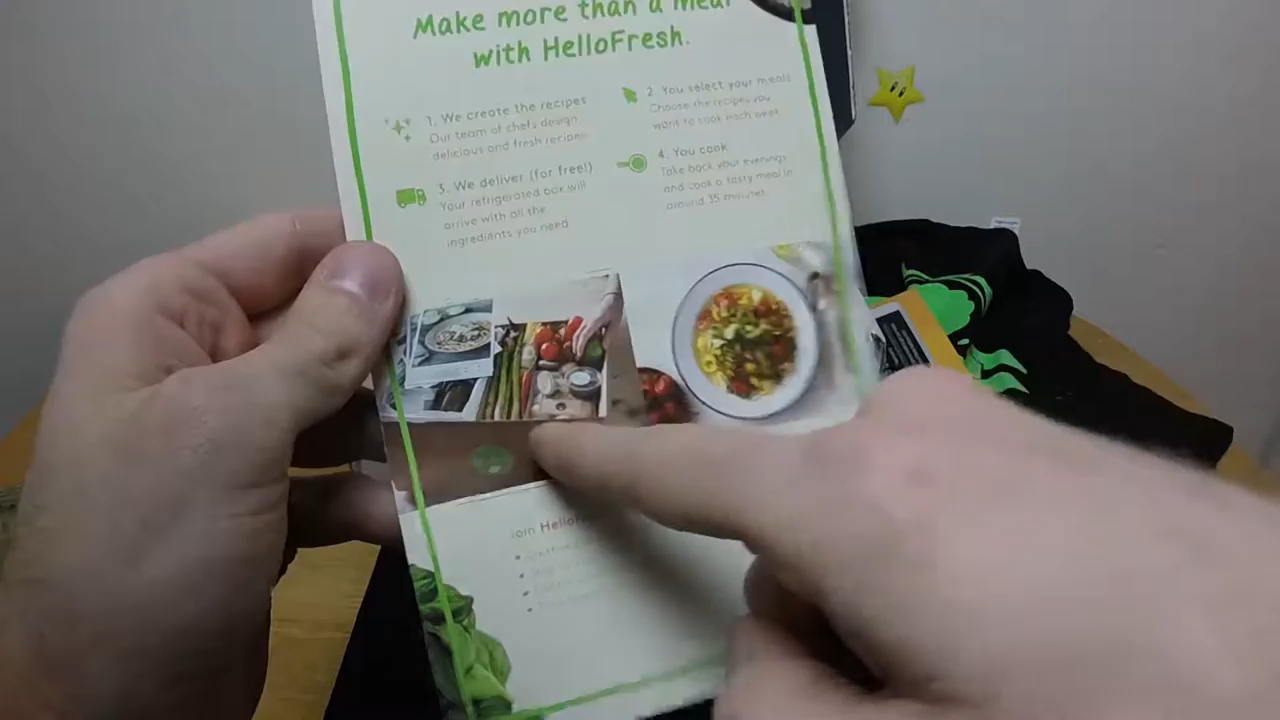 Make more than a meal
with HelloFresh.
1. We create the recipes
Our team of chefs design
delicious and fresh recipes
2. You select your meals
Choose the recipes you
want to cook each week
3. We deliver (for free!)
Your refrigerated box will
arrive with all the
ingredients you need
4. You cook
Take back your evenings
and cook a tasty meal in
around 35 minutes
Join Hello